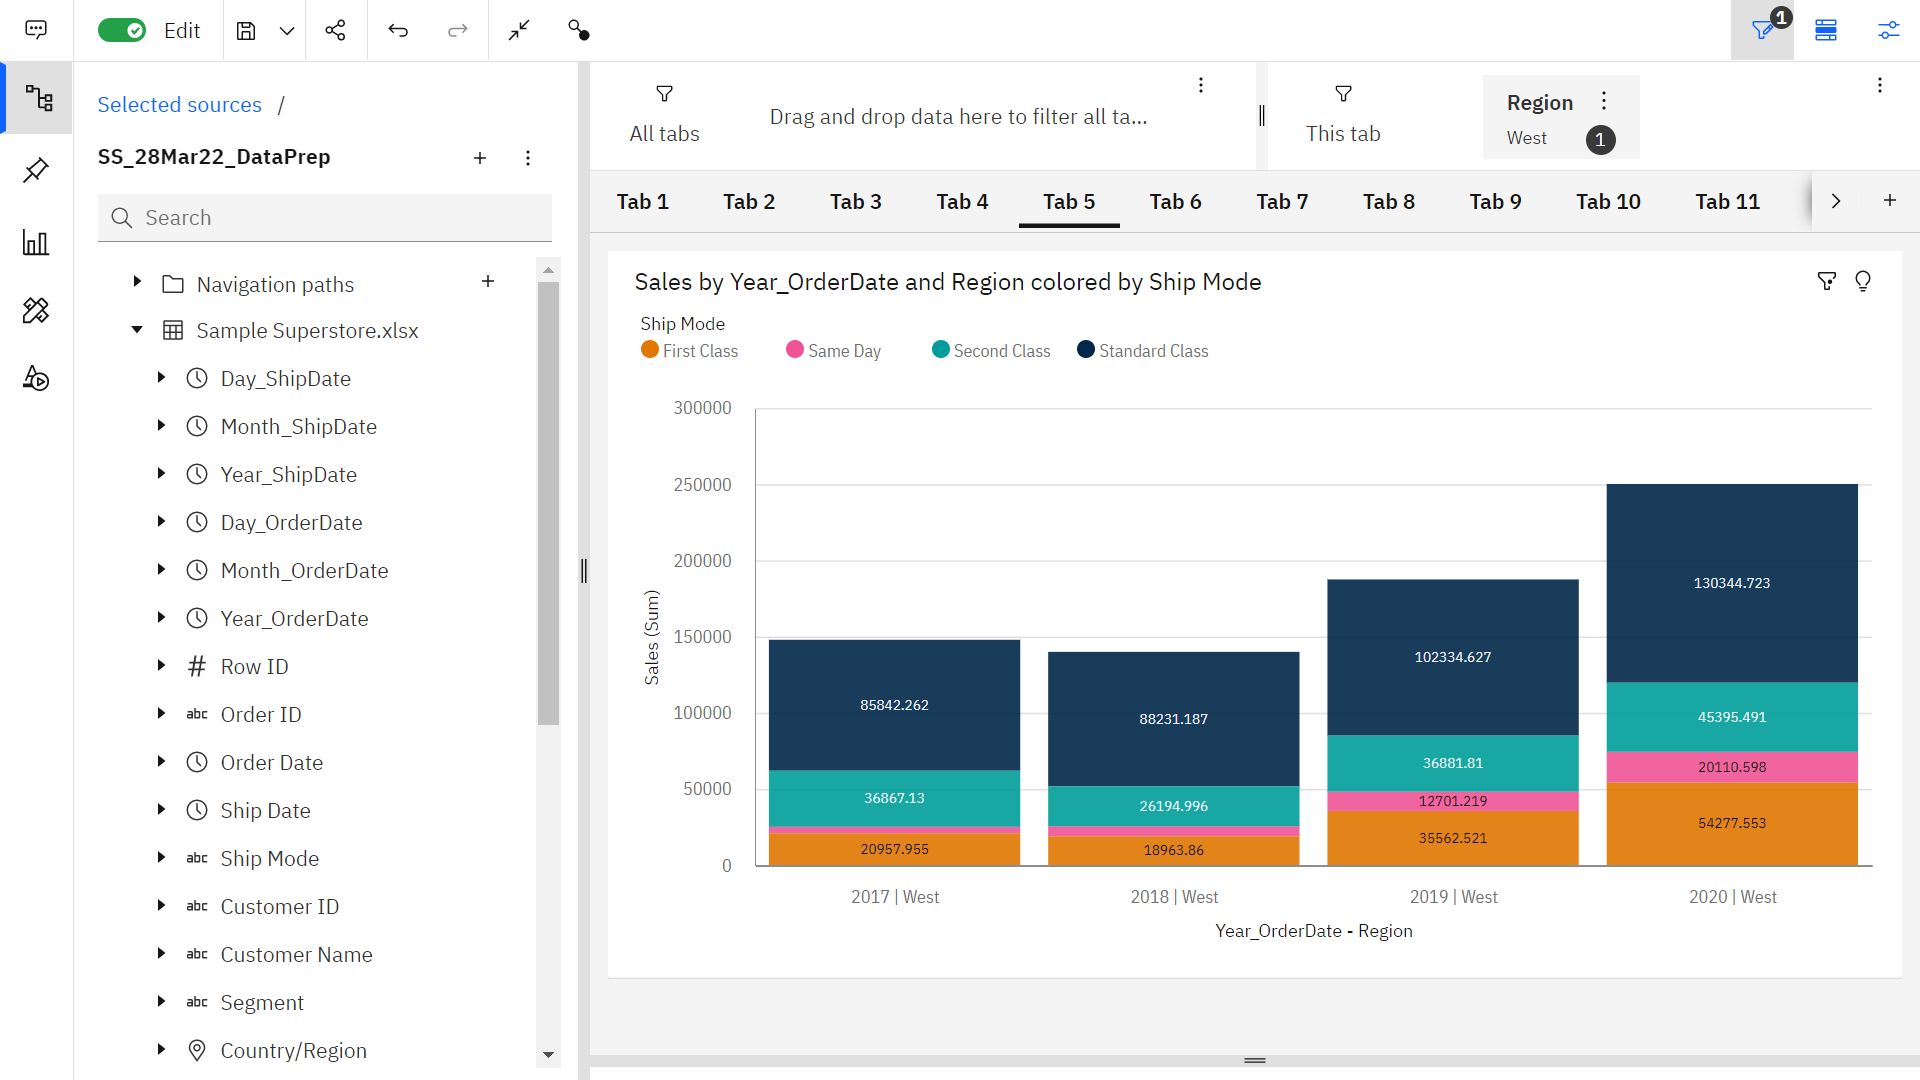 Edit
1
Selected sources /
SS_28Mar22_DataPrep
Search
Navigation paths
Sample Superstore.xlsx
Day_ShipDate
Month_ShipDate
Year_ShipDate
Day_OrderDate
Month_OrderDate
Year_OrderDate
# Row ID
abc Order ID
Order Date
Ship Date
abc Ship Mode
abc Customer ID
abc Customer Name
abc Segment
Country/Region
All tabs
Drag and drop data here to filter all ta...
This tab
Region
West 1
Tab 1 Tab 2 Tab 3 Tab 4 Tab 5 Tab 6 Tab 7 Tab 8 Tab 9 Tab 10 Tab 11
Sales by Year_OrderDate and Region colored by Ship Mode
Ship Mode
First Class Same Day Second Class Standard Class
Sales (Sum)
300000
250000
200000
150000
100000
50000
0
85842.262
36867.13
20957.955
88231.187
26194.996
18963.86
102334.627
36881.81
12701.219
35562.521
130344.723
45395.491
20110.598
54277.553
2017 | West 2018 | West 2019 | West 2020 | West
Year_OrderDate - Region